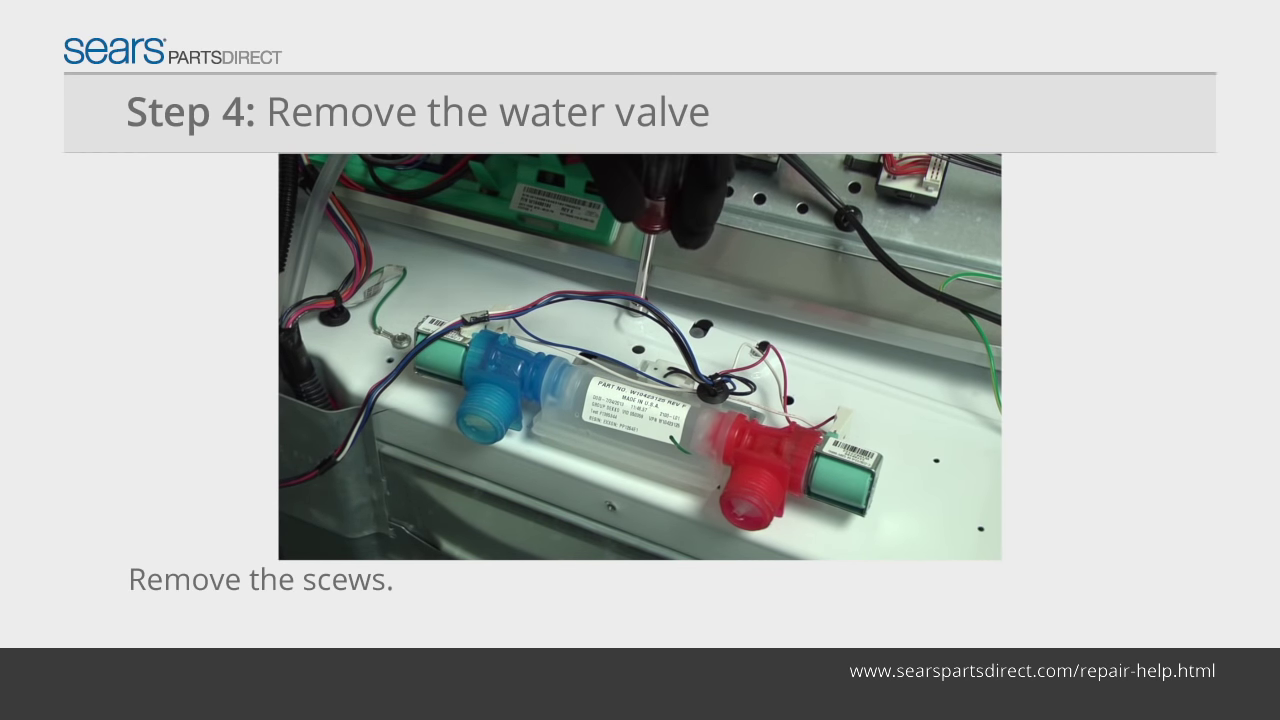 sears PARTSDIRECT
Step 4: Remove the water valve
PART NO. W10423125 REV F
MADE IN U.S.A.
Remove the scews.
www.searspartsdirect.com/repair-help.html